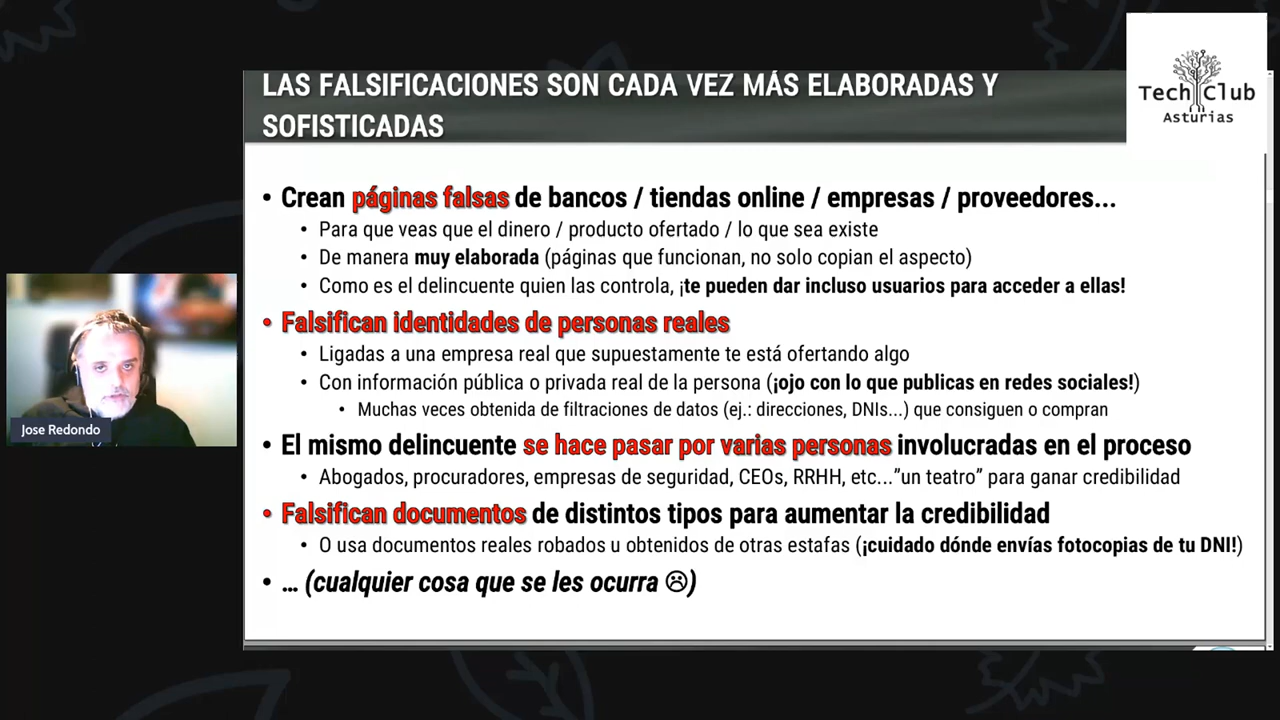 LAS FALSIFICACIONES SON CADA VEZ MÁS ELABORADAS Y
SOFISTICADAS
Tech Club
Asturias
• Crean páginas falsas de bancos / tiendas online / empresas / proveedores...
• Para que veas que el dinero / producto ofertado / lo que sea existe
• De manera muy elaborada (páginas que funcionan, no solo copian el aspecto)
• Como es el delincuente quien las controla, ¡te pueden dar incluso usuarios para acceder a ellas!
• Falsifican identidades de personas reales
• Ligadas a una empresa real que supuestamente te está ofertando algo
• Con información pública o privada real de la persona (¡ojo con lo que publicas en redes sociales!)
• Muchas veces obtenida de filtraciones de datos (ej.: direcciones, DNIs...) que consiguen o compran
• El mismo delincuente se hace pasar por varias personas involucradas en el proceso
• Abogados, procuradores, empresas de seguridad, CEOs, RRHH, etc..."un teatro" para ganar credibilidad
• Falsifican documentos de distintos tipos para aumentar la credibilidad
• O usa documentos reales robados u obtenidos de otras estafas (¡cuidado dónde envías fotocopias de tu DNI!)
• ... (cualquier cosa que se les ocurra ☹)
Jose Redondo